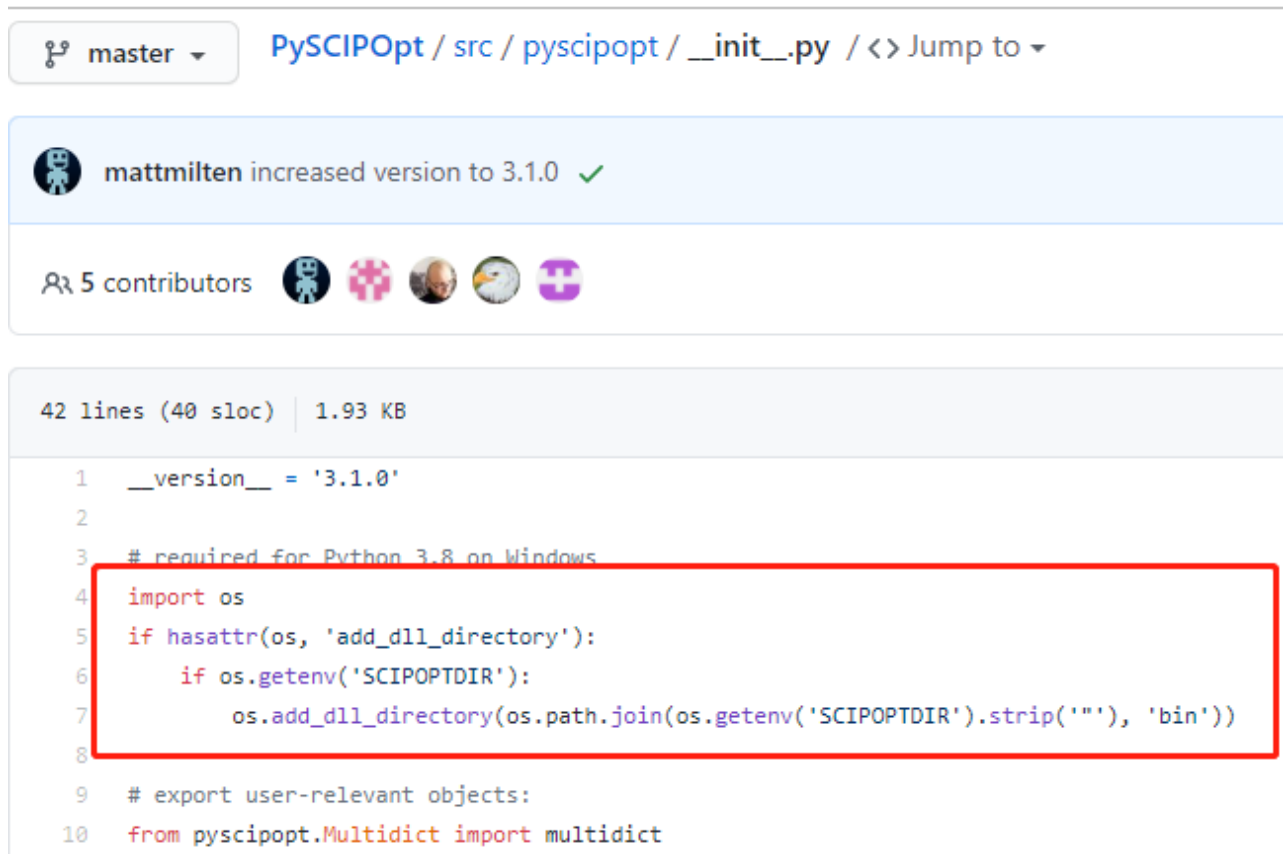 master
PySCIPOpt / src / pyscipopt / __init__.py / <> Jump to
mattmilten increased version to 3.1.0
5 contributors
42 lines (40 sloc) | 1.93 KB
1 __version__ = '3.1.0'
2
3 # required for Python 3.8 on Windows
4 import os
5 if hasattr(os, 'add_dll_directory'):
6     if os.getenv('SCIPOPTDIR'):
7         os.add_dll_directory(os.path.join(os.getenv('SCIPOPTDIR').strip('"'), 'bin'))
8
9 # export user-relevant objects:
10 from pyscipopt.Multidict import multidict